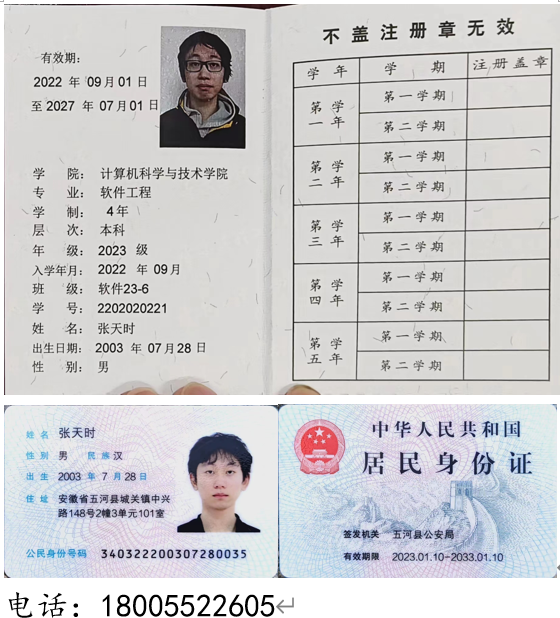 有效期:
2022 年 09月 01 日
至 2027 年 07月 01 日
学 院: 计算机科学与技术学院
专 业: 软件工程
学 制: 4年
层 次: 本科
年 级: 2023 级
入学年月: 2022 年 09月
班 级: 软件23-6
学 号: 2202020221
姓 名: 张天时
出生日期: 2003 年 07月 28 日
性 别: 男
不盖注册章无效
学 年 学 期 注册盖章
第一学年 第一学期
第二学期
第二学年 第一学期
第二学期
第三学年 第一学期
第二学期
第四学年 第一学期
第二学期
第五学年 第一学期
第二学期
姓名 张天时
性别 男 民族 汉
出生 2003 年 7 月 28 日
住址 安徽省五河县城关镇中兴
路148号2幢3单元101室
公民身份号码 340322200307280035
中华人民共和国
居民身份证
签发机关 五河县公安局
有效期限 2023.01.10-2033.01.10
电话: 18005522605↵